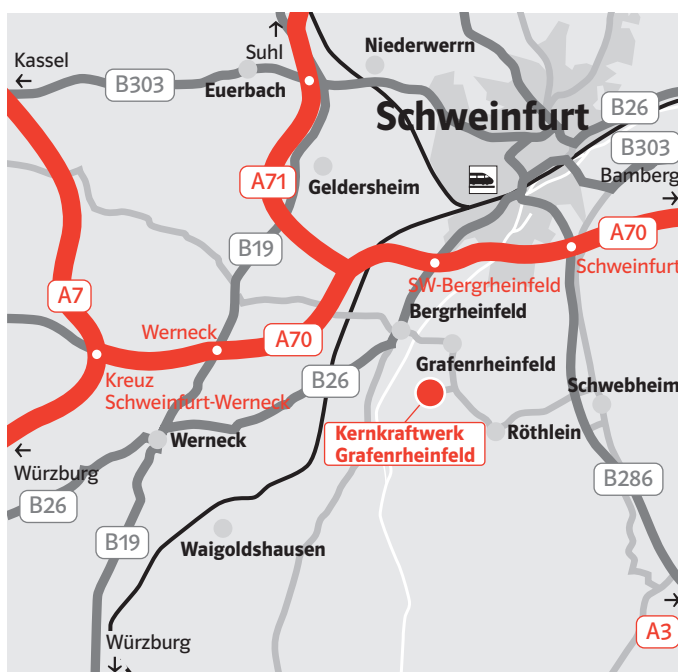 Kassel
Suhl
Niederwerrn
B303
Euerbach
Schweinfurt
B26
B303
Bamberg
A71
Geldersheim
B19
A70
Schweinfurt
A7
SW-Bergrheinfeld
Bergrheinfeld
Werneck
A70
Grafenrheinfeld
Kreuz
Schweinfurt-Werneck
B26
Schwebheim
Kernkraftwerk
Grafenrheinfeld
Röthlein
Werneck
Würzburg
B26
B286
B19
Waigoldshausen
A3
Würzburg